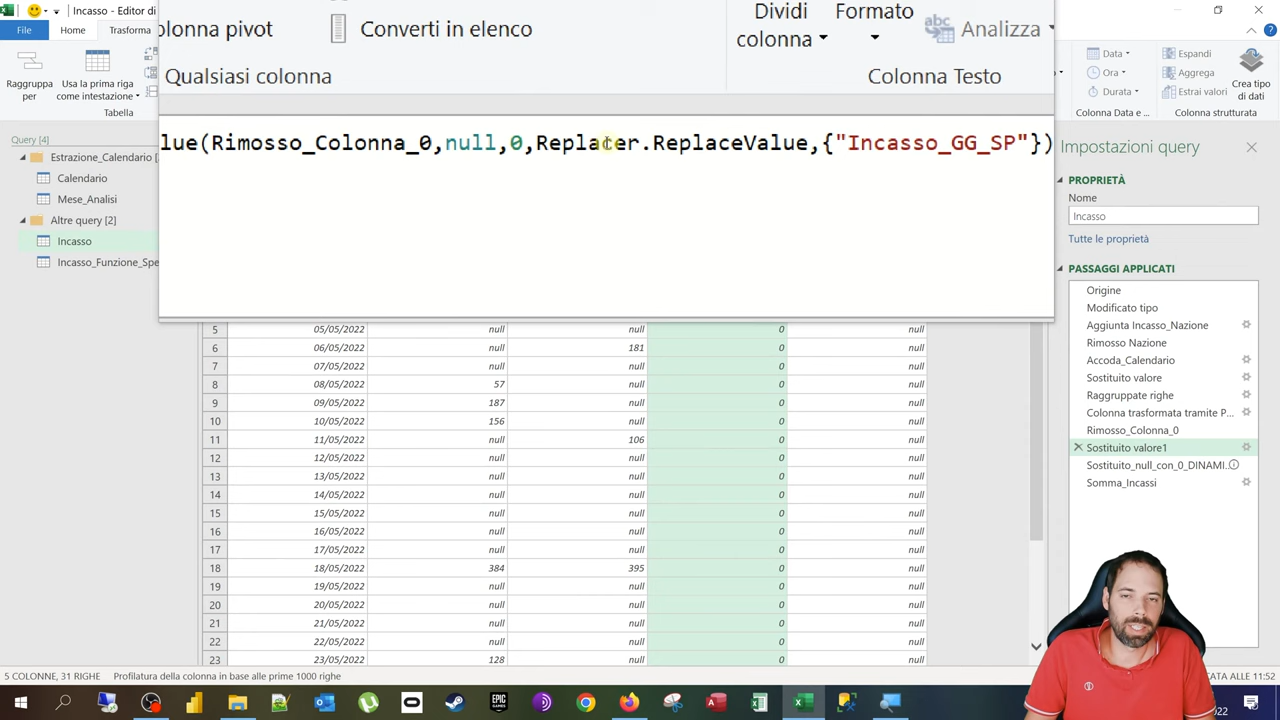 Incasso - Editor di
File
Home
Trasforma
olonna pivot
Converti in elenco
Dividi
colonna
Formato
Analizza
Qualsiasi colonna
Colonna Testo
Raggruppa
per
Usa la prima riga
come intestazione
Tabella
Data
Ora
Durata
Colonna Data e
Espandi
Aggrega
Estrai valori
Colonna strutturata
Crea tipo
di dati
lue(Rimosso_Colonna_0,null,0,Replacer.ReplaceValue,{"Incasso_GG_SP"})
Query [4]
Estrazione_Calendario [
Calendario
Mese_Analisi
Altre query [2]
Incasso
Incasso_Funzione_Spe
5 05/05/2022 null null 0 null
6 06/05/2022 null 181 0 null
7 07/05/2022 null null 0 null
8 08/05/2022 57 null 0 null
9 09/05/2022 187 null 0 null
10 10/05/2022 156 null 0 null
11 11/05/2022 null 106 0 null
12 12/05/2022 null null 0 null
13 13/05/2022 null null 0 null
14 14/05/2022 null null 0 null
15 15/05/2022 null null 0 null
16 16/05/2022 null null 0 null
17 17/05/2022 null null 0 null
18 18/05/2022 384 395 0 null
19 19/05/2022 null null 0 null
20 20/05/2022 null null 0 null
21 21/05/2022 null null 0 null
22 22/05/2022 null null 0 null
23 23/05/2022 128 null 0 null
Impostazioni query
PROPRIETÀ
Nome
Incasso
Tutte le proprietà
PASSAGGI APPLICATI
Origine
Modificato tipo
Aggiunta Incasso_Nazione
Rimosso Nazione
Accoda_Calendario
Sostituito valore
Raggruppate righe
Colonna trasformata tramite P...
Rimosso_Colonna_0
Sostituito valore1
Sostituito_null_con_0_DINAMI...
Somma_Incassi
5 COLONNE, 31 RIGHE
Profilatura della colonna in base alle prime 1000 righe
CATA ALLE 11:52
EPIC
GAMES
2022